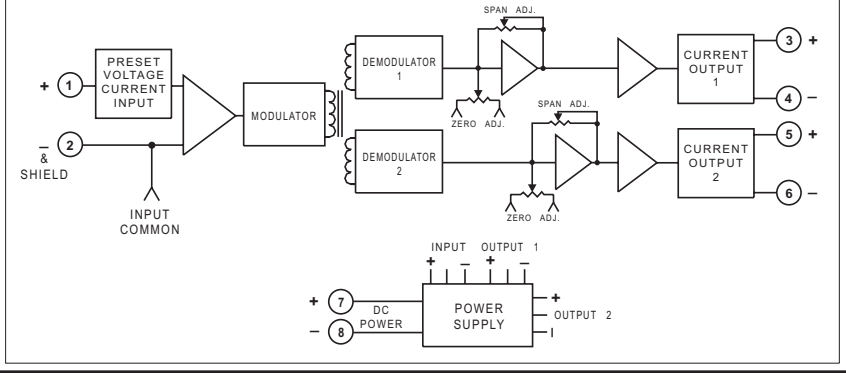 SPAN ADJ.
PRESET
VOLTAGE
CURRENT
INPUT
+ 1
− 2
&
SHIELD
INPUT
COMMON
MODULATOR
DEMODULATOR
1
ZERO ADJ.
CURRENT
OUTPUT
1
3 +
4 −
SPAN ADJ.
DEMODULATOR
2
ZERO ADJ.
CURRENT
OUTPUT
2
5 +
6 −
INPUT OUTPUT 1
+ − + −
+ 7
− 8
DC
POWER
POWER
SUPPLY
+
OUTPUT 2
I